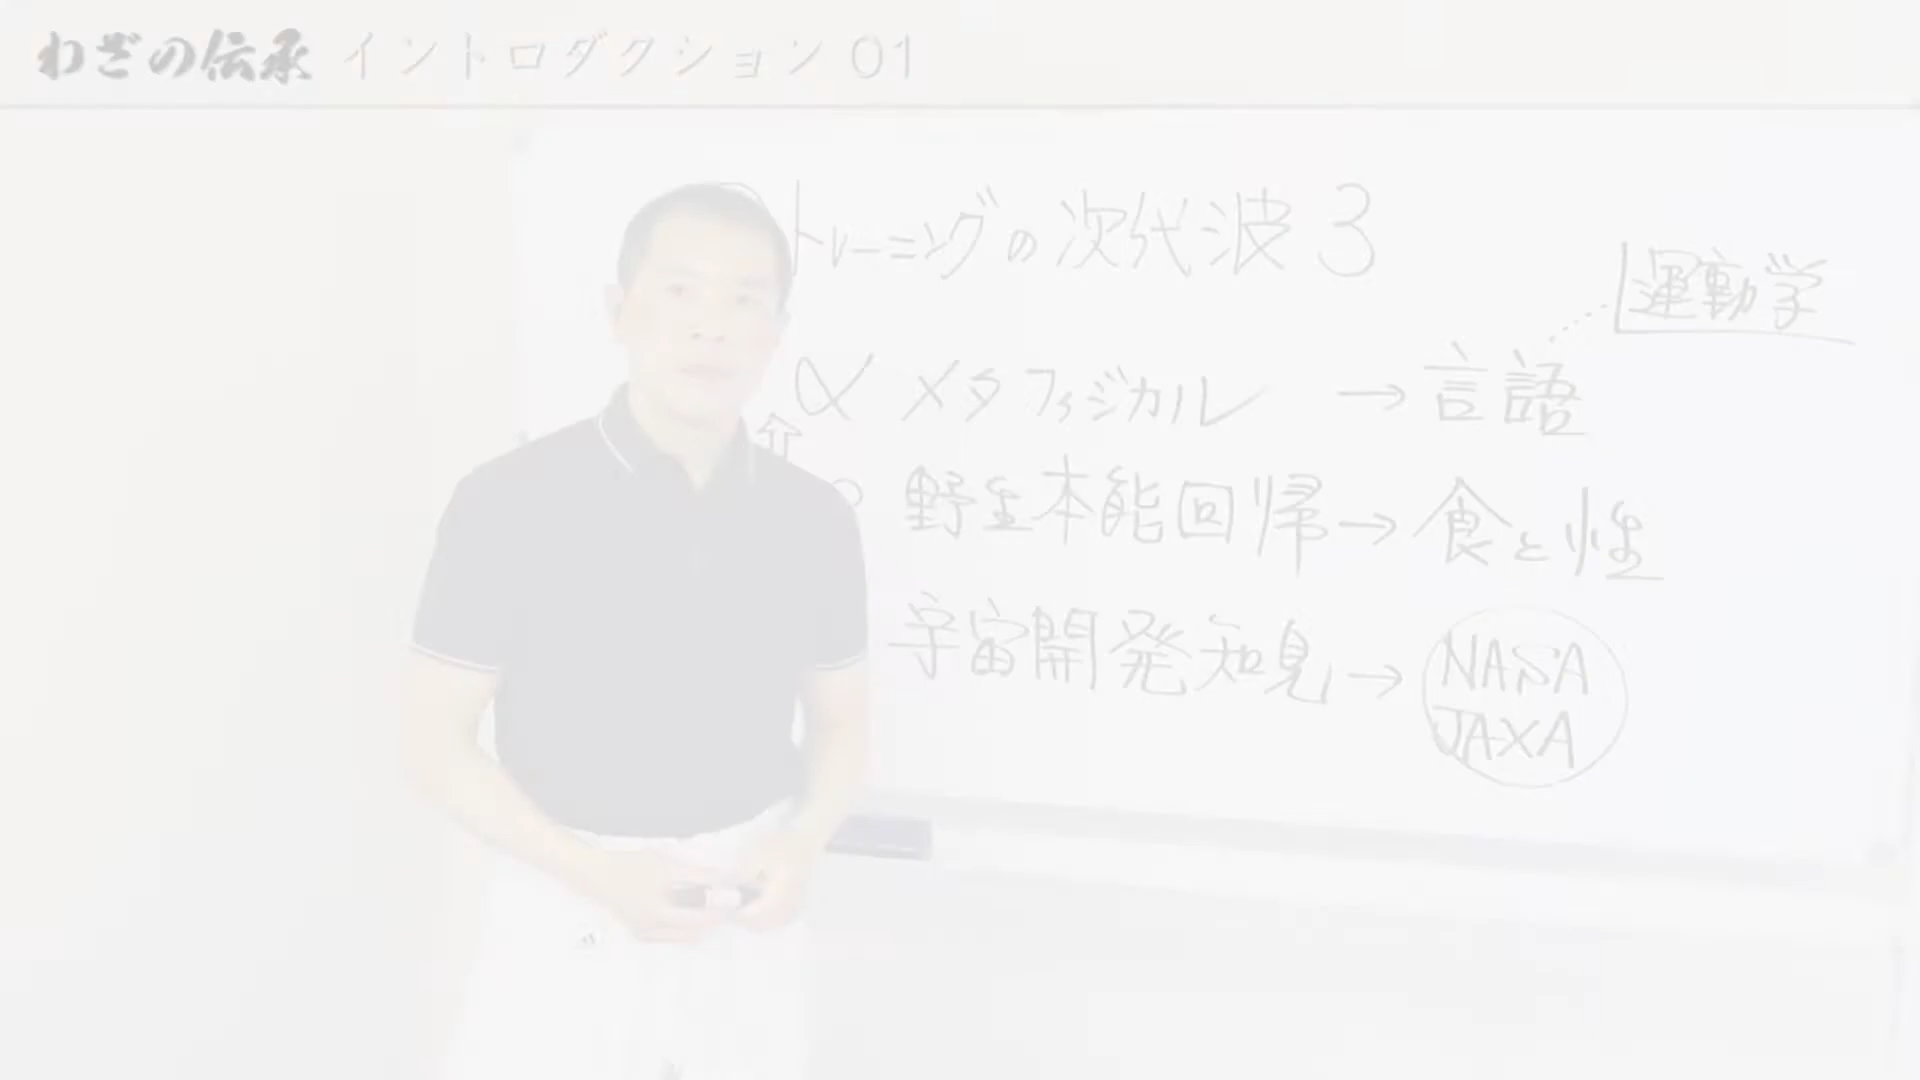 わざの伝承 イントロダクション 01
トレーニングの次代波3
運動学
α メタフィジカル → 言語
⇧
○ 野生本能回帰 → 食と性
宇宙開発知見 → NASA
JAXA